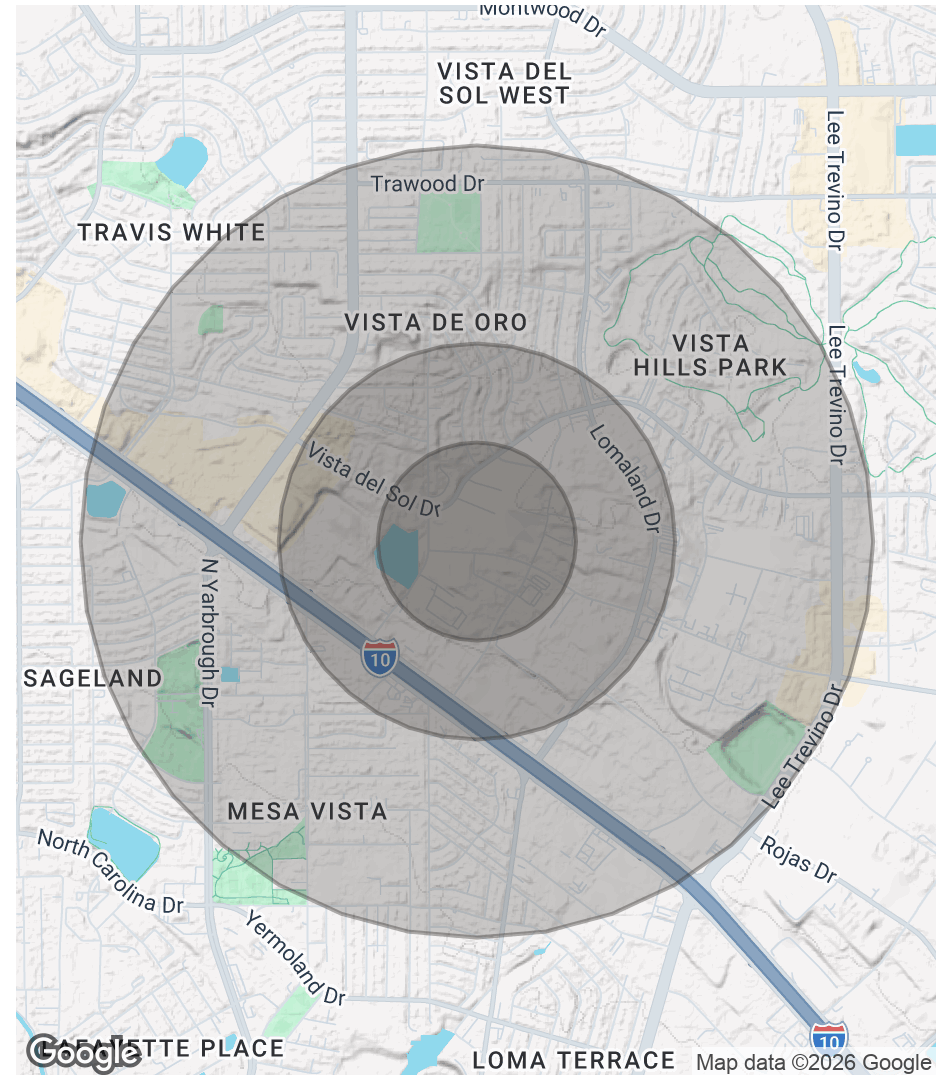 Montwood Dr
VISTA DEL
SOL WEST
Lee Trevino Dr
Trawood Dr
TRAVIS WHITE
VISTA DE ORO
VISTA
HILLS PARK
Lee Trevino Dr
Lomaland Dr
Vista del Sol Dr
N Yarbrough Dr
10
SAGELAND
Lee Trevino Dr
MESA VISTA
North Carolina Dr
Rojas Dr
Yermoland Dr
10
LAFAYETTE PLACE
Google
LOMA TERRACE
Map data ©2026 Google